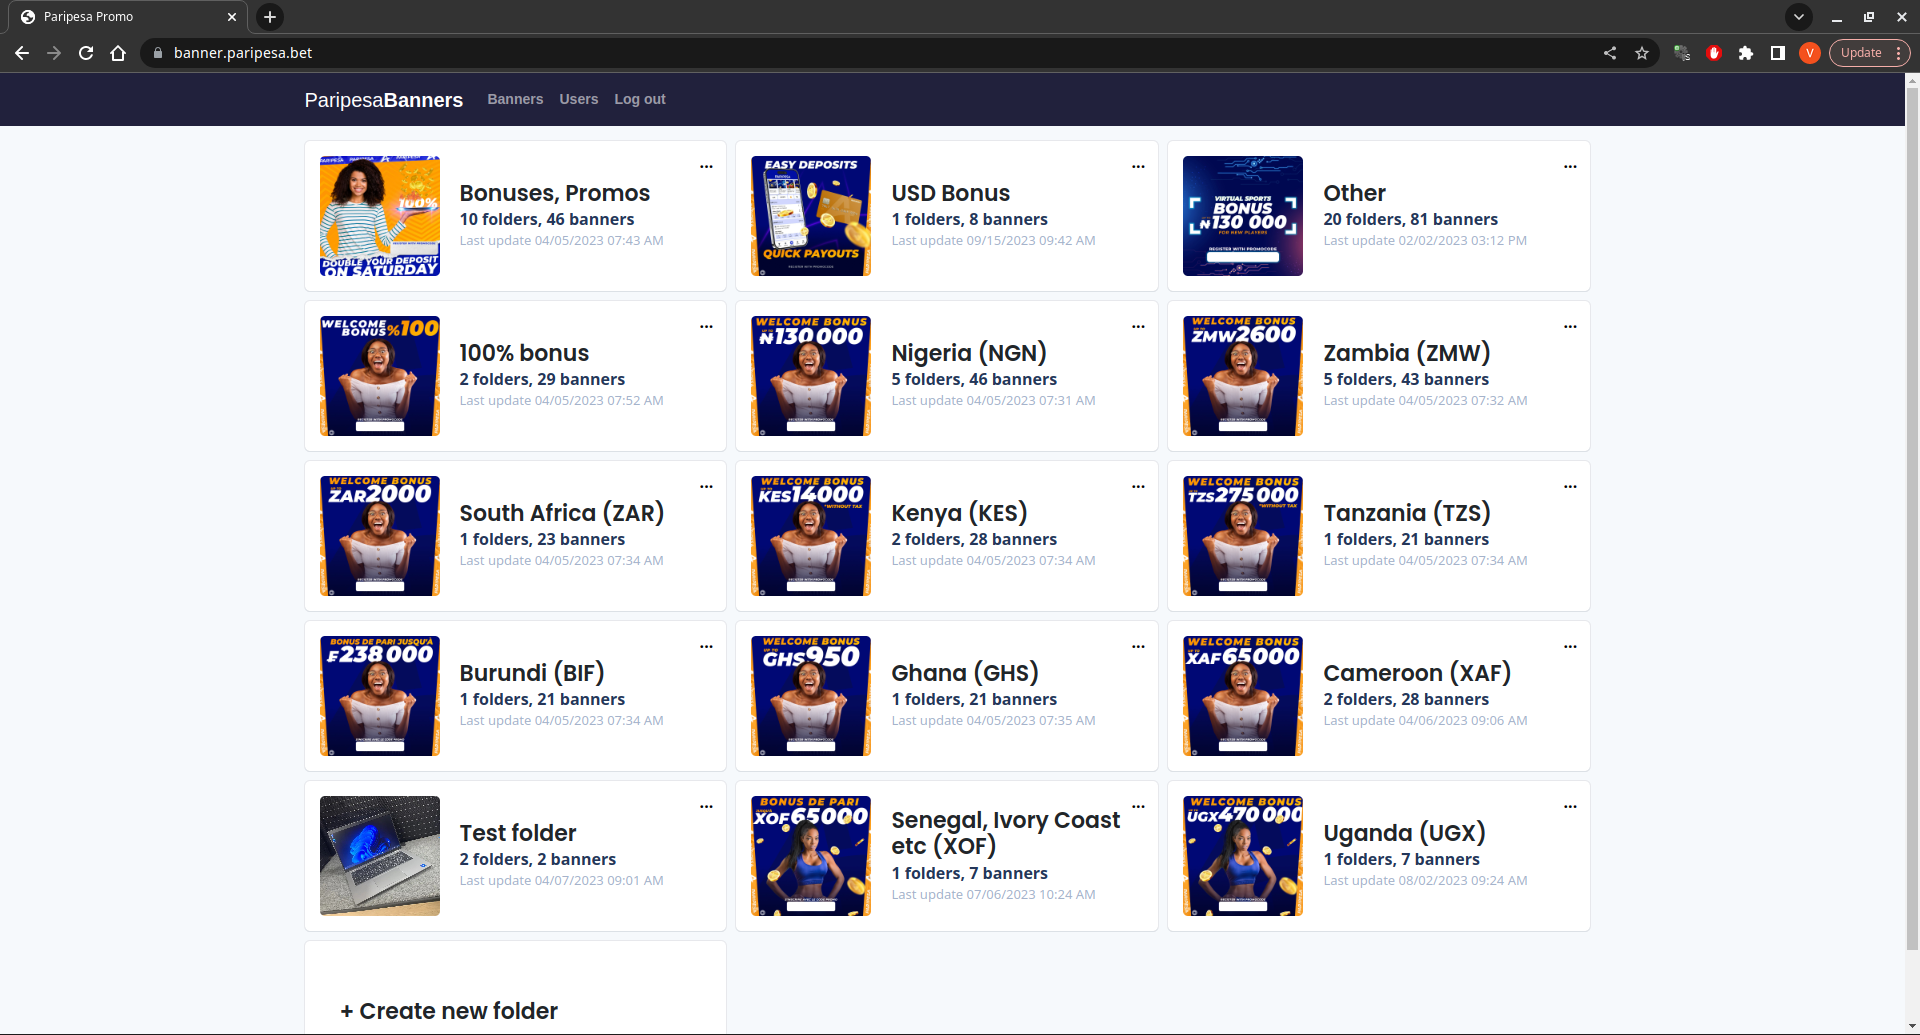 Paripesa Promo
banner.paripesa.bet
V
Update
PariPesaBanners
Banners
Users
Log out
PARIPESA
100%
DOUBLE YOUR DEPOSIT
ON SATURDAY
Bonuses, Promos
10 folders, 46 banners
Last update 04/05/2023 07:43 AM
EASY DEPOSITS
QUICK PAYOUTS
USD Bonus
1 folders, 8 banners
Last update 09/15/2023 09:42 AM
VIRTUAL SPORTS
BONUS
₦130 000
FOR NEW PLAYERS
REGISTER WITH PROMOCODE
Other
20 folders, 81 banners
Last update 02/02/2023 03:12 PM
WELCOME
BONUS %100
100% bonus
2 folders, 29 banners
Last update 04/05/2023 07:52 AM
WELCOME BONUS
₦130 000
Nigeria (NGN)
5 folders, 46 banners
Last update 04/05/2023 07:31 AM
WELCOME BONUS
ZMW2600
Zambia (ZMW)
5 folders, 43 banners
Last update 04/05/2023 07:32 AM
WELCOME BONUS
ZAR2000
South Africa (ZAR)
1 folders, 23 banners
Last update 04/05/2023 07:34 AM
WELCOME BONUS
KES14000
*WITHOUT TAX
Kenya (KES)
2 folders, 28 banners
Last update 04/05/2023 07:34 AM
WELCOME BONUS
TZS275 000
*WITHOUT TAX
Tanzania (TZS)
1 folders, 21 banners
Last update 04/05/2023 07:34 AM
BONUS DE PARI JUSQU'À
₣238 000
Burundi (BIF)
1 folders, 21 banners
Last update 04/05/2023 07:34 AM
WELCOME BONUS
GHS950
Ghana (GHS)
1 folders, 21 banners
Last update 04/05/2023 07:35 AM
WELCOME BONUS
XAF65000
Cameroon (XAF)
2 folders, 28 banners
Last update 04/06/2023 09:06 AM
Test folder
2 folders, 2 banners
Last update 04/07/2023 09:01 AM
BONUS DE PARI
XOF65000
Senegal, Ivory Coast
etc (XOF)
1 folders, 7 banners
Last update 07/06/2023 10:24 AM
WELCOME BONUS
UGX470 000
Uganda (UGX)
1 folders, 7 banners
Last update 08/02/2023 09:24 AM
+ Create new folder